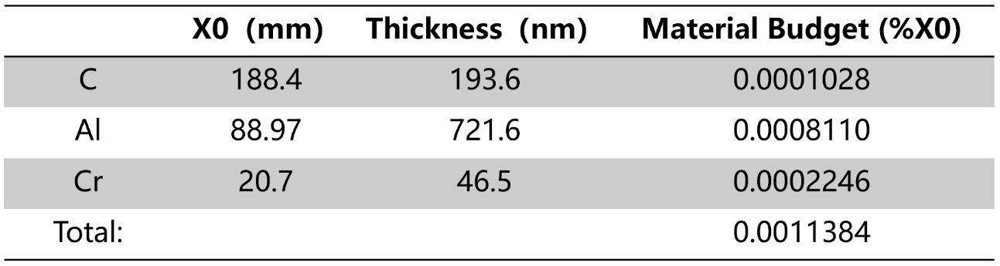 X0 (mm) Thickness (nm) Material Budget (%X0)
C 188.4 193.6 0.0001028
Al 88.97 721.6 0.0008110
Cr 20.7 46.5 0.0002246
Total: 0.0011384